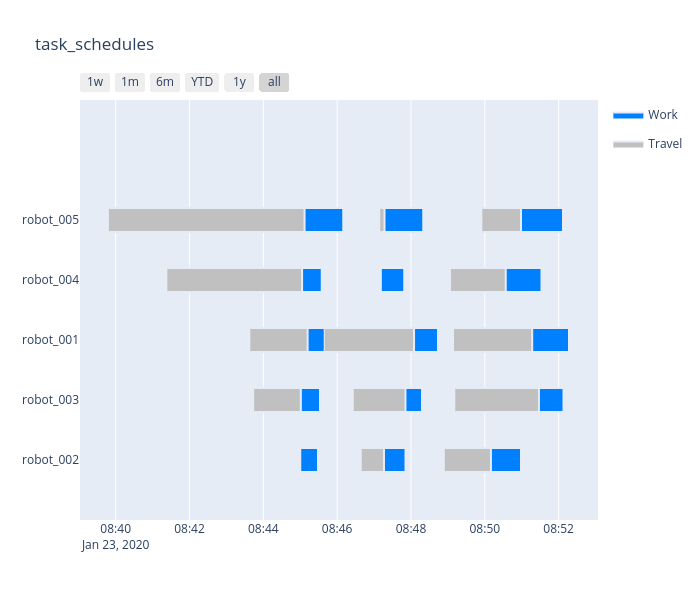 task_schedules
1w 1m 6m YTD 1y all
Work
Travel
robot_005
robot_004
robot_001
robot_003
robot_002
08:40 08:42 08:44 08:46 08:48 08:50 08:52
Jan 23, 2020